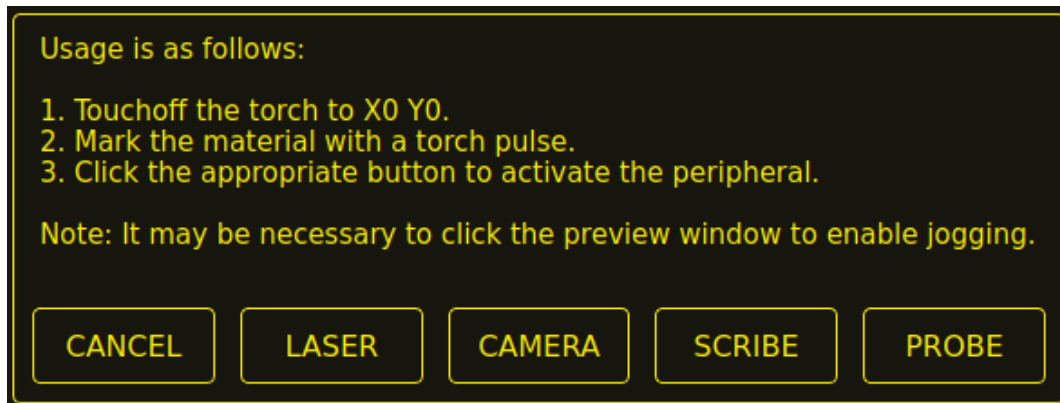 Usage is as follows:
1. Touchoff the torch to X0 Y0.
2. Mark the material with a torch pulse.
3. Click the appropriate button to activate the peripheral.
Note: It may be necessary to click the preview window to enable jogging.
CANCEL LASER CAMERA SCRIBE PROBE